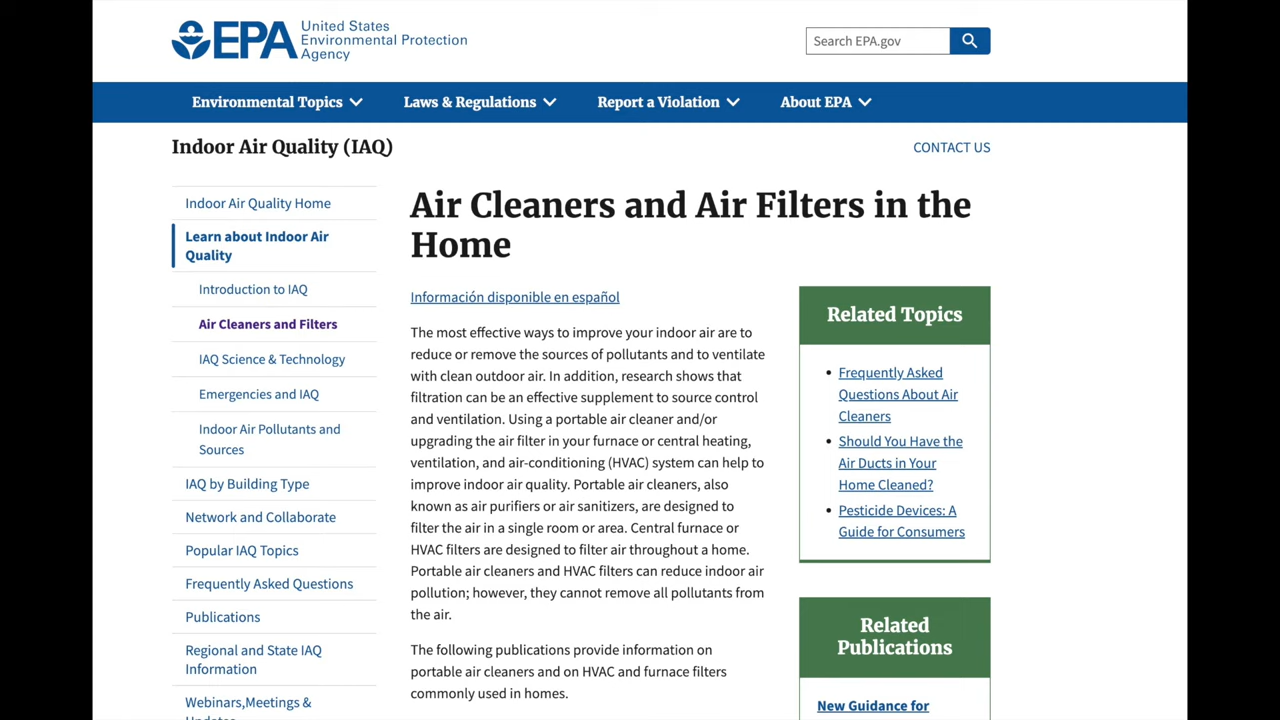 EPA
United States
Environmental Protection
Agency
Search EPA.gov
Environmental Topics
Laws & Regulations
Report a Violation
About EPA
Indoor Air Quality (IAQ)
CONTACT US
Indoor Air Quality Home
Learn about Indoor Air
Quality
Introduction to IAQ
Air Cleaners and Filters
IAQ Science & Technology
Emergencies and IAQ
Indoor Air Pollutants and
Sources
IAQ by Building Type
Network and Collaborate
Popular IAQ Topics
Frequently Asked Questions
Publications
Regional and State IAQ
Information
Webinars,Meetings &
Updates
Air Cleaners and Air Filters in the
Home
Información disponible en español
The most effective ways to improve your indoor air are to
reduce or remove the sources of pollutants and to ventilate
with clean outdoor air. In addition, research shows that
filtration can be an effective supplement to source control
and ventilation. Using a portable air cleaner and/or
upgrading the air filter in your furnace or central heating,
ventilation, and air-conditioning (HVAC) system can help to
improve indoor air quality. Portable air cleaners, also
known as air purifiers or air sanitizers, are designed to
filter the air in a single room or area. Central furnace or
HVAC filters are designed to filter air throughout a home.
Portable air cleaners and HVAC filters can reduce indoor air
pollution; however, they cannot remove all pollutants from
the air.
The following publications provide information on
portable air cleaners and on HVAC and furnace filters
commonly used in homes.
Related Topics
• Frequently Asked
Questions About Air
Cleaners
• Should You Have the
Air Ducts in Your
Home Cleaned?
• Pesticide Devices: A
Guide for Consumers
Related
Publications
New Guidance for